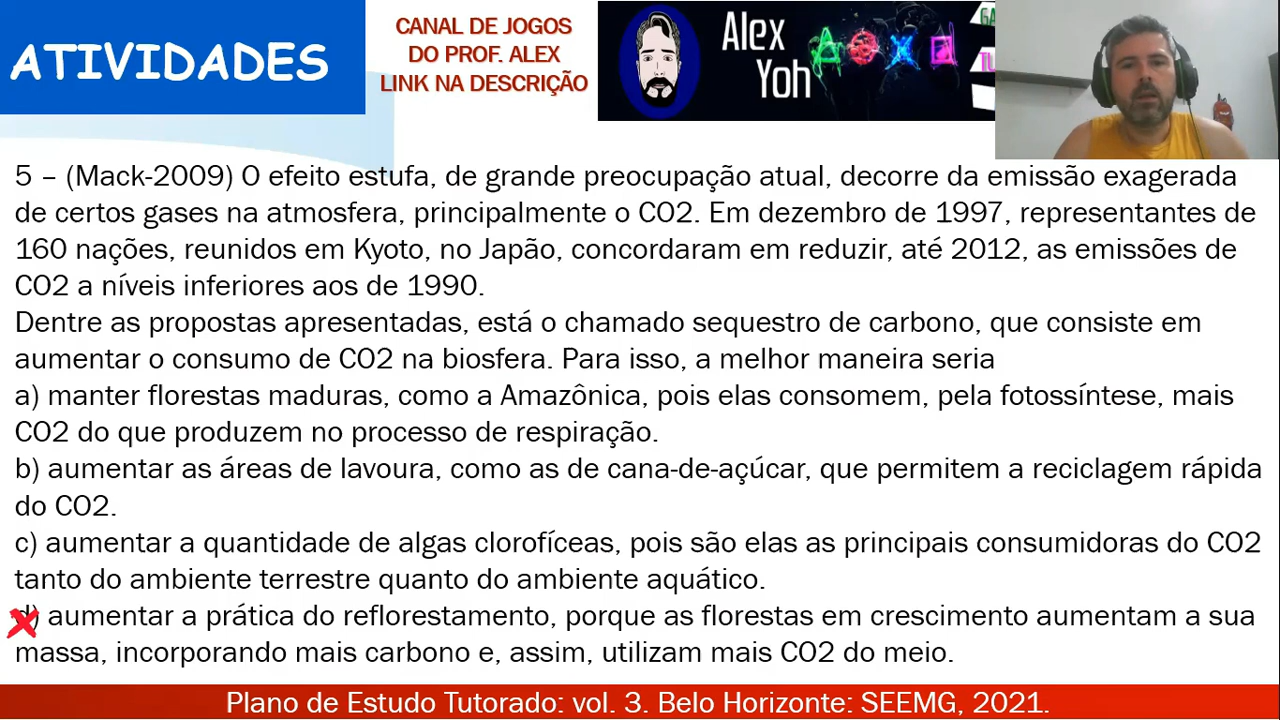 ATIVIDADES
CANAL DE JOGOS
DO PROF. ALEX
LINK NA DESCRIÇÃO
Alex
Yoh
5 – (Mack-2009) O efeito estufa, de grande preocupação atual, decorre da emissão exagerada
de certos gases na atmosfera, principalmente o CO2. Em dezembro de 1997, representantes de
160 nações, reunidos em Kyoto, no Japão, concordaram em reduzir, até 2012, as emissões de
CO2 a níveis inferiores aos de 1990.
Dentre as propostas apresentadas, está o chamado sequestro de carbono, que consiste em
aumentar o consumo de CO2 na biosfera. Para isso, a melhor maneira seria
a) manter florestas maduras, como a Amazônica, pois elas consomem, pela fotossíntese, mais
CO2 do que produzem no processo de respiração.
b) aumentar as áreas de lavoura, como as de cana-de-açúcar, que permitem a reciclagem rápida
do CO2.
c) aumentar a quantidade de algas clorofíceas, pois são elas as principais consumidoras do CO2
tanto do ambiente terrestre quanto do ambiente aquático.
d) aumentar a prática do reflorestamento, porque as florestas em crescimento aumentam a sua
massa, incorporando mais carbono e, assim, utilizam mais CO2 do meio.
Plano de Estudo Tutorado: vol. 3. Belo Horizonte: SEEMG, 2021.